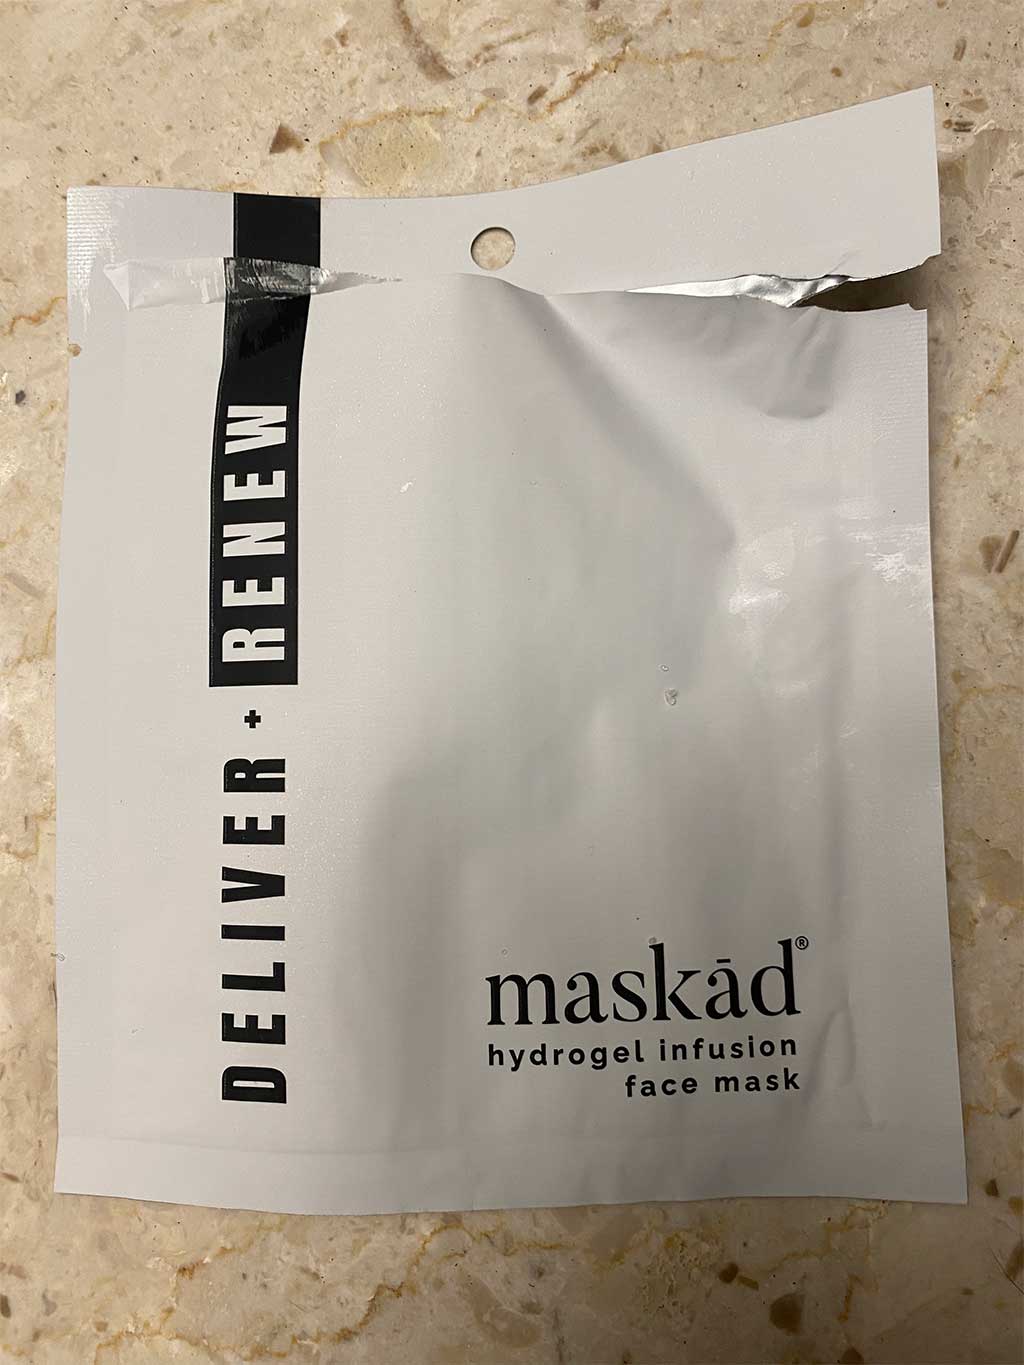 DELIVER + RENEW
maskād®
hydrogel infusion
face mask